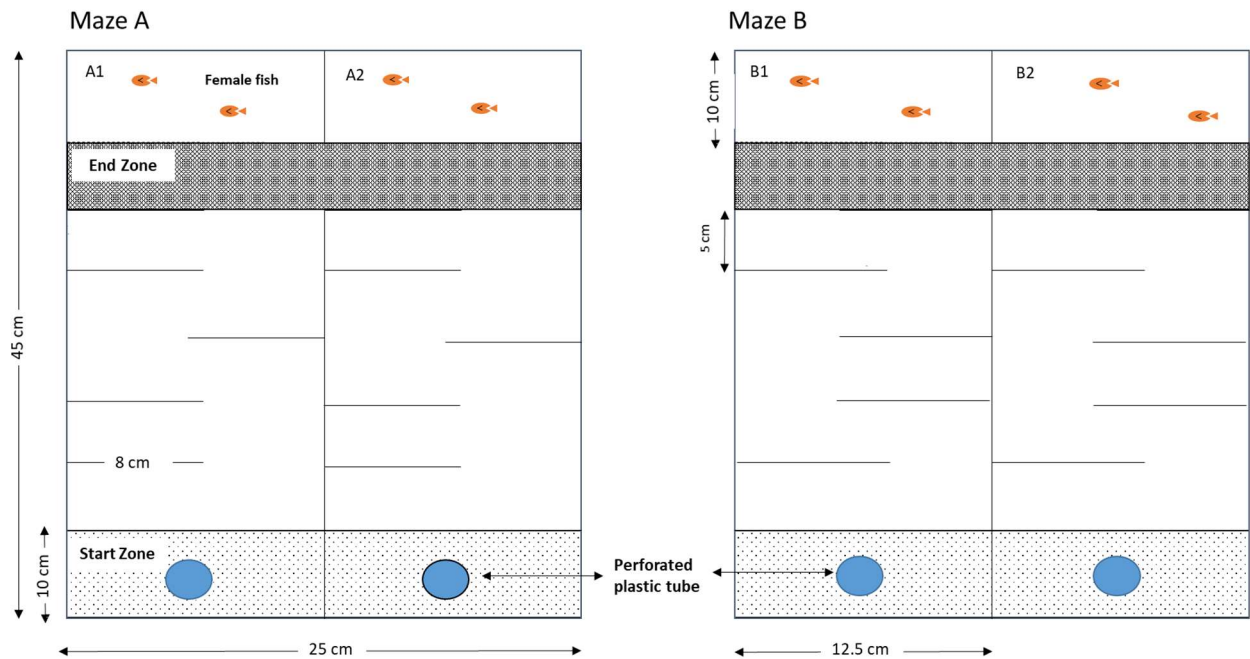 Maze A
Maze B
A1
Female fish
A2
B1
B2
10 cm
End Zone
5 cm
45 cm
8 cm
Start Zone
10 cm
Perforated
plastic tube
25 cm
12.5 cm